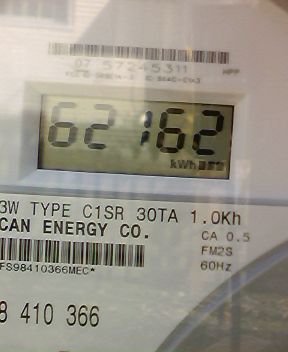 07 57245311
62162
kWh
3W TYPE C1SR 30TA 1.0Kh
CAN ENERGY CO.
CA 0.5
FM2S
60Hz
FS98410366MEC*
8 410 366